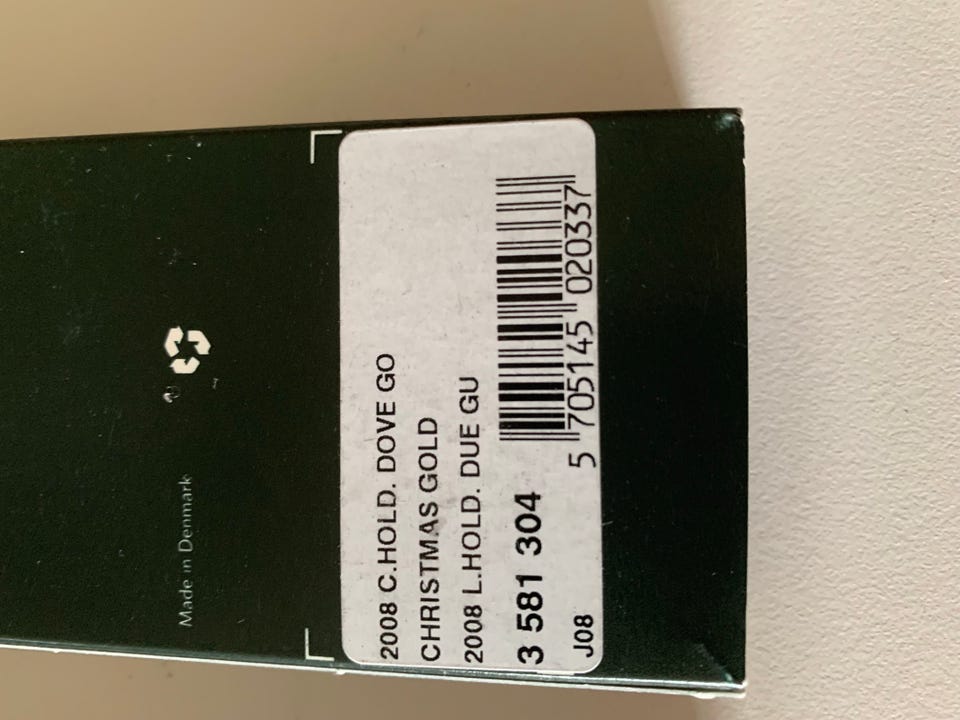 Made in Denmark
2008 C.HOLD. DOVE GO
CHRISTMAS GOLD
2008 L.HOLD. DUE GU
3 581 304
J08
5 705145 020337